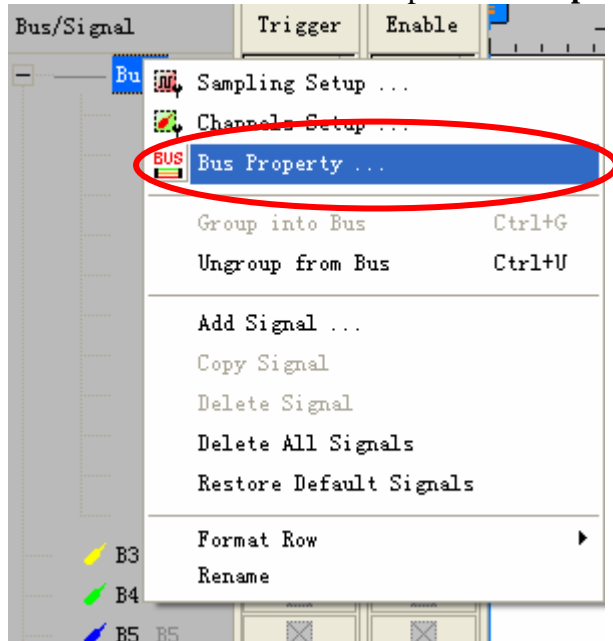 Bus/Signal Trigger Enable
Bu
Sampling Setup ...
Channels Setup ...
BUS Bus Property ...
Group into Bus Ctrl+G
Ungroup from Bus Ctrl+U
Add Signal ...
Copy Signal
Delete Signal
Delete All Signals
Restore Default Signals
Format Row
Rename
B3
B4
B5 B5